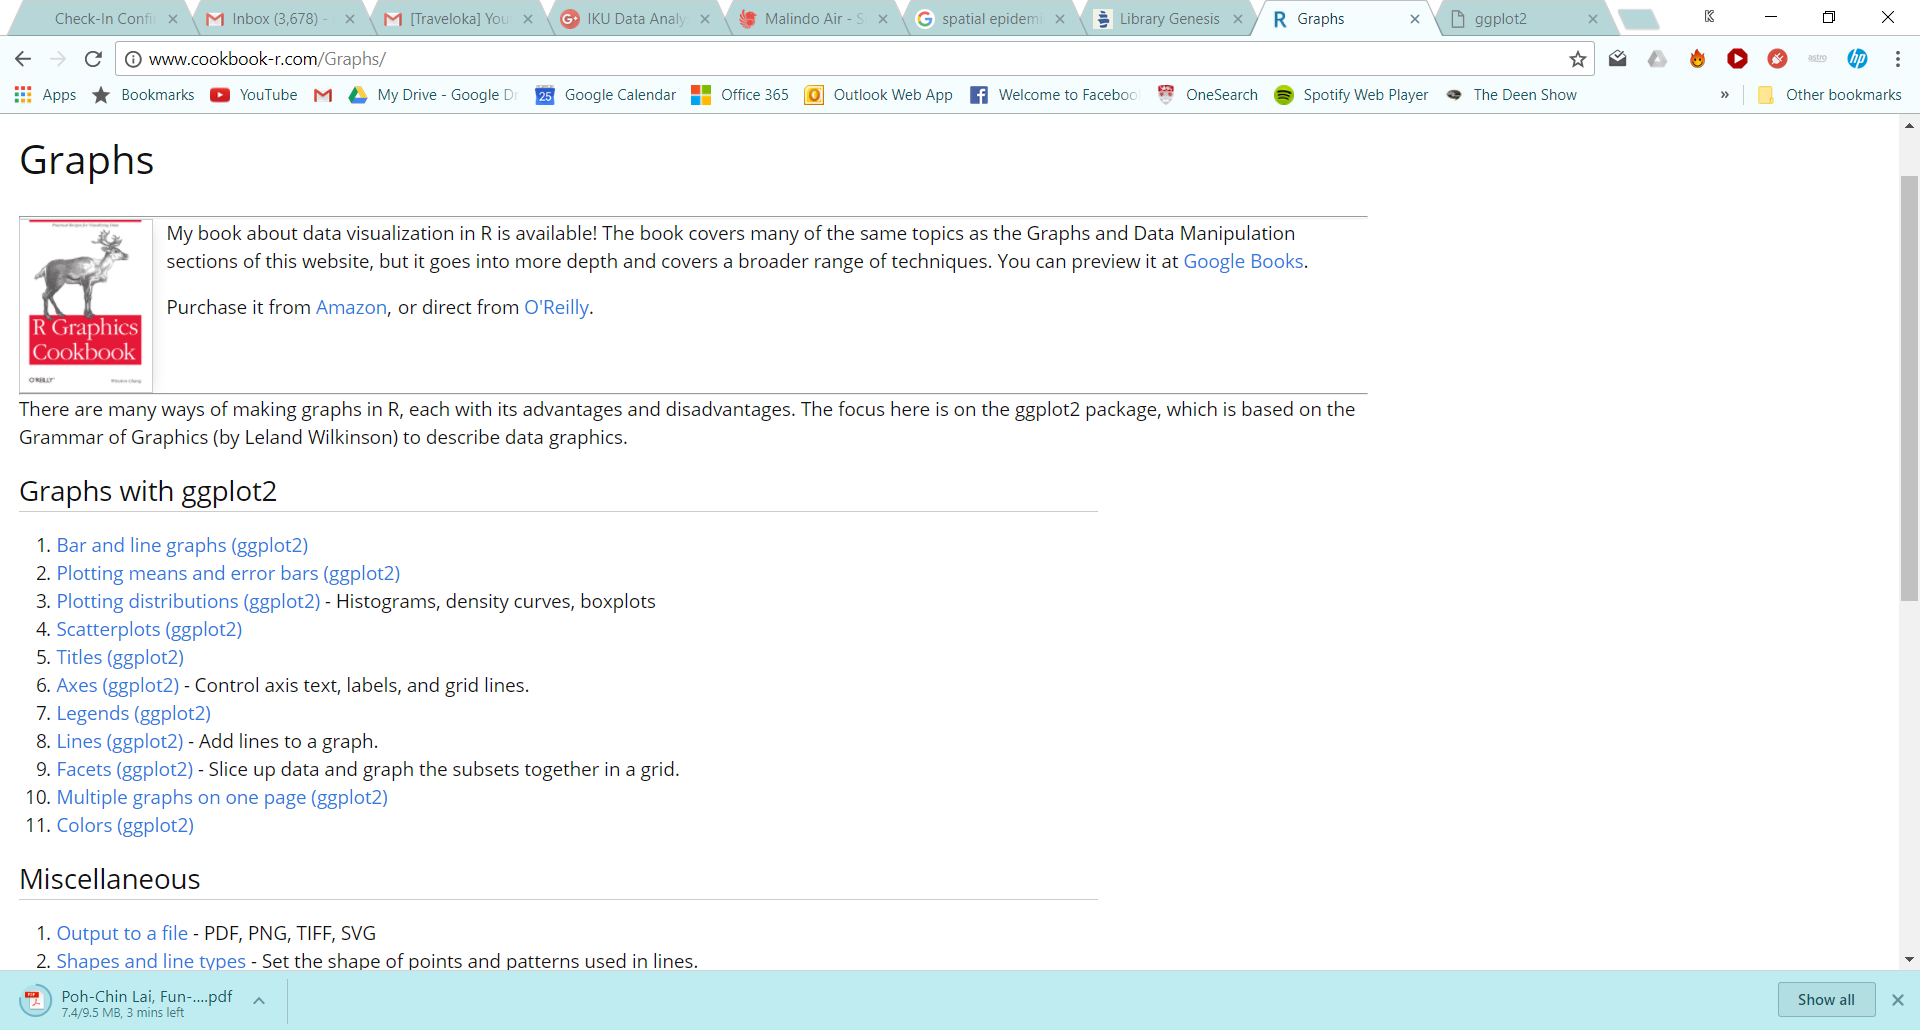 Check-In Confi
Inbox (3,678) -
[Traveloka] You
IKU Data Analy
Malindo Air - S
spatial epidemi
Library Genesis
Graphs
ggplot2
www.cookbook-r.com/Graphs/
Apps
Bookmarks
YouTube
My Drive - Google Dr
25
Google Calendar
Office 365
Outlook Web App
Welcome to Faceboo
OneSearch
Spotify Web Player
The Deen Show
»
Other bookmarks
astro
hp
Graphs
R Graphics
Cookbook
O'REILLY
Winston Chang
My book about data visualization in R is available! The book covers many of the same topics as the Graphs and Data Manipulation
sections of this website, but it goes into more depth and covers a broader range of techniques. You can preview it at Google Books.
Purchase it from Amazon, or direct from O'Reilly.
There are many ways of making graphs in R, each with its advantages and disadvantages. The focus here is on the ggplot2 package, which is based on the
Grammar of Graphics (by Leland Wilkinson) to describe data graphics.
Graphs with ggplot2
1. Bar and line graphs (ggplot2)
2. Plotting means and error bars (ggplot2)
3. Plotting distributions (ggplot2) - Histograms, density curves, boxplots
4. Scatterplots (ggplot2)
5. Titles (ggplot2)
6. Axes (ggplot2) - Control axis text, labels, and grid lines.
7. Legends (ggplot2)
8. Lines (ggplot2) - Add lines to a graph.
9. Facets (ggplot2) - Slice up data and graph the subsets together in a grid.
10. Multiple graphs on one page (ggplot2)
11. Colors (ggplot2)
Miscellaneous
1. Output to a file - PDF, PNG, TIFF, SVG
2. Shapes and line types - Set the shape of points and patterns used in lines.
Poh-Chin Lai, Fun-....pdf
7.4/9.5 MB, 3 mins left
Show all